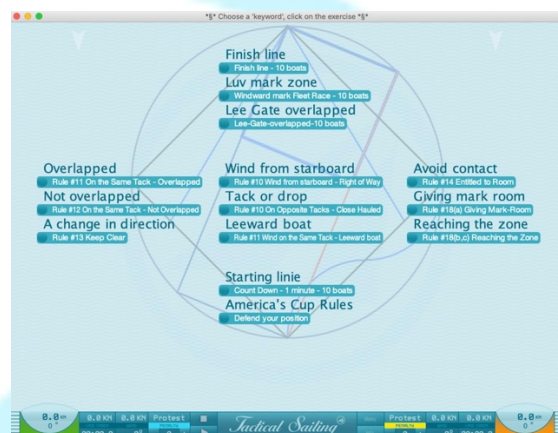 *§* Choose a 'keyword', click on the exercise *§*
Finish line
Finish line - 10 boats
Luv mark zone
Windward mark Fleet Race - 10 boats
Lee Gate overlapped
Lee-Gate-overlapped-10 boats
Overlapped
Rule #11 On the Same Tack - Overlapped
Not overlapped
Rule #12 On the Same Tack - Not Overlapped
A change in direction
Rule #13 Keep Clear
Wind from starboard
Rule #10 Wind from starboard - Right of Way
Tack or drop
Rule #10 On Opposite Tacks - Close Hauled
Leeward boat
Rule #11 Wind on the Same Tack - Leeward boat
Avoid contact
Rule #14 Entitled to Room
Giving mark room
Rule #18(a) Giving Mark-Room
Reaching the zone
Rule #18(b,c) Reaching the Zone
Starting linie
Count Down - 1 minute - 10 boats
America's Cup Rules
Defend your position
0.0 KN
0°
0.0 KN 0.0 KN Protest
PENALTY
Tactical Sailing
0.0 KN 0.0 KN
Protest
PENALTY
0.0 KN
0°